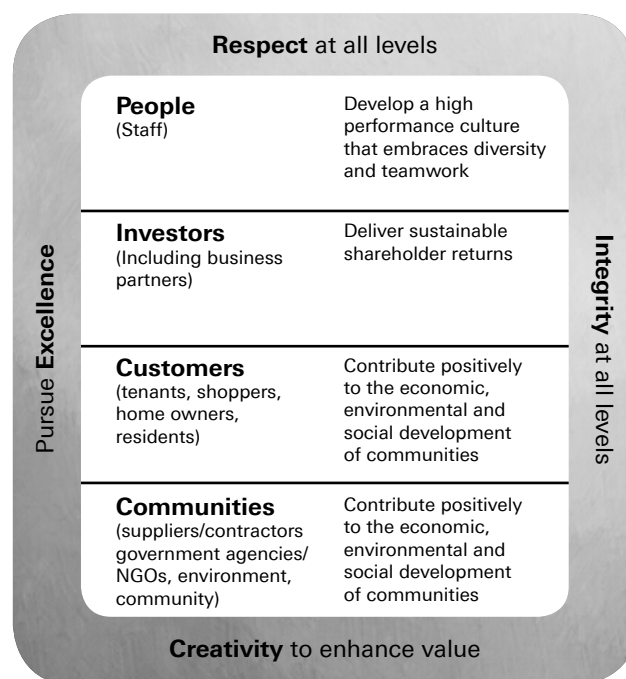 Respect at all levels
People
(Staff)
Develop a high
performance culture
that embraces diversity
and teamwork
Investors
(Including business
partners)
Deliver sustainable
shareholder returns
Customers
(tenants, shoppers,
home owners,
residents)
Contribute positively
to the economic,
environmental and
social development
of communities
Communities
(suppliers/contractors
government agencies/
NGOs, environment,
community)
Contribute positively
to the economic,
environmental and
social development
of communities
Pursue Excellence
Integrity at all levels
Creativity to enhance value